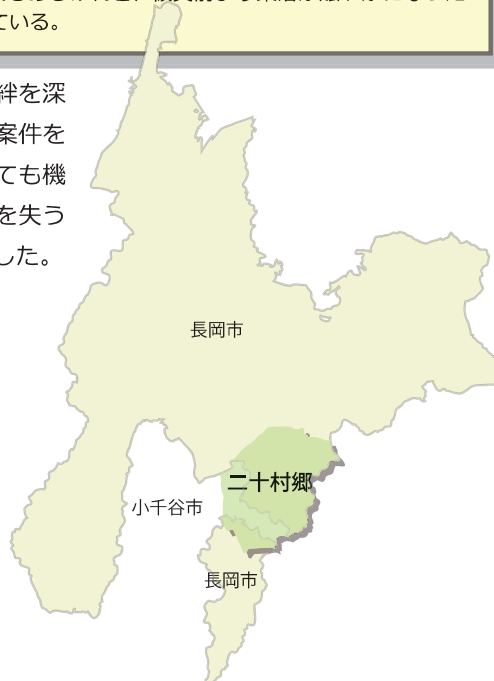 ている。
絆を深
案件を
ても機
を失う
した。
長岡市
二十村郷
小千谷市
長岡市